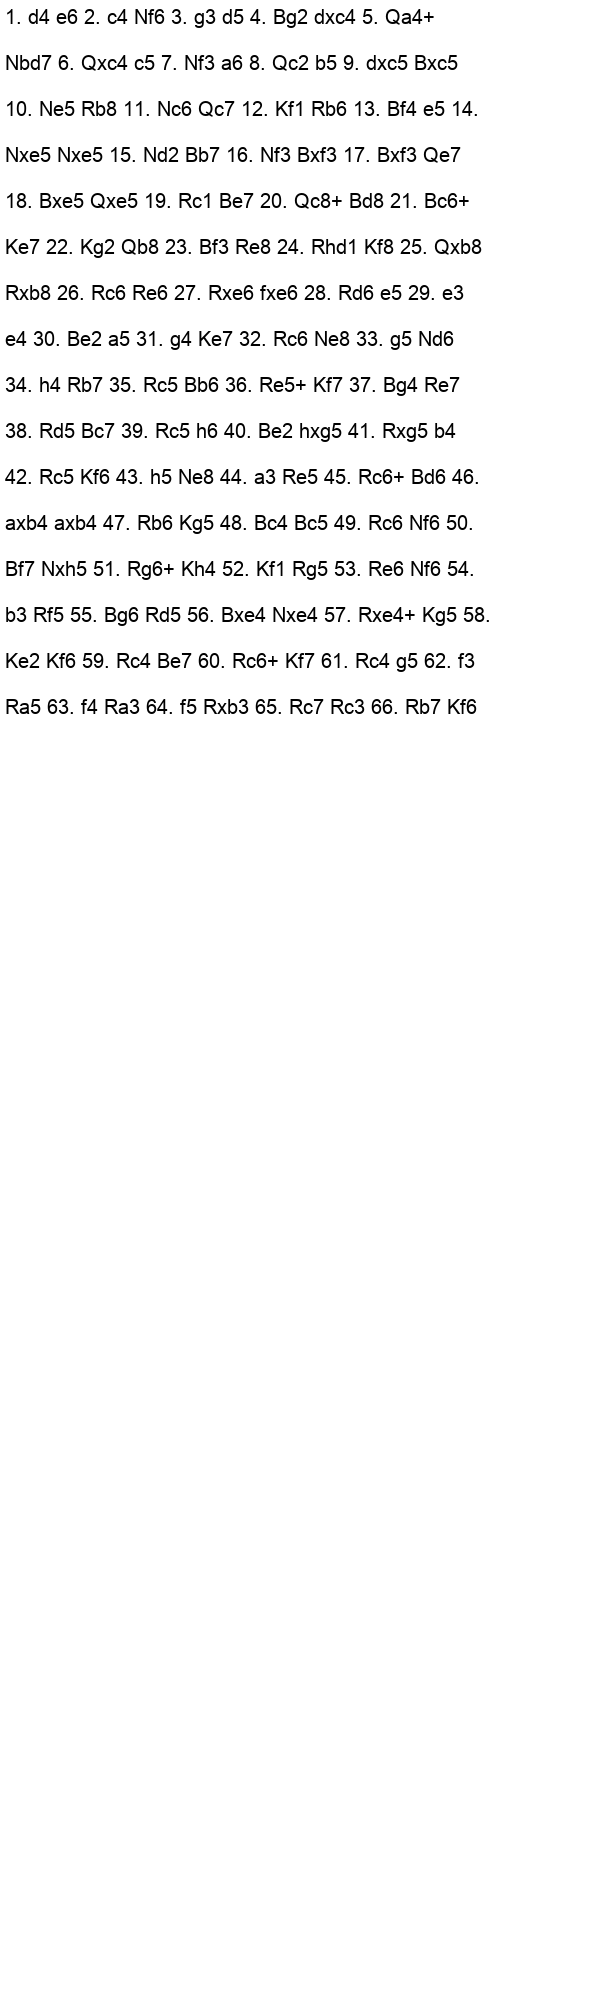 1. d4 e6 2. c4 Nf6 3. g3 d5 4. Bg2 dxc4 5. Qa4+
Nbd7 6. Qxc4 c5 7. Nf3 a6 8. Qc2 b5 9. dxc5 Bxc5
10. Ne5 Rb8 11. Nc6 Qc7 12. Kf1 Rb6 13. Bf4 e5 14.
Nxe5 Nxe5 15. Nd2 Bb7 16. Nf3 Bxf3 17. Bxf3 Qe7
18. Bxe5 Qxe5 19. Rc1 Be7 20. Qc8+ Bd8 21. Bc6+
Ke7 22. Kg2 Qb8 23. Bf3 Re8 24. Rhd1 Kf8 25. Qxb8
Rxb8 26. Rc6 Re6 27. Rxe6 fxe6 28. Rd6 e5 29. e3
e4 30. Be2 a5 31. g4 Ke7 32. Rc6 Ne8 33. g5 Nd6
34. h4 Rb7 35. Rc5 Bb6 36. Re5+ Kf7 37. Bg4 Re7
38. Rd5 Bc7 39. Rc5 h6 40. Be2 hxg5 41. Rxg5 b4
42. Rc5 Kf6 43. h5 Ne8 44. a3 Re5 45. Rc6+ Bd6 46.
axb4 axb4 47. Rb6 Kg5 48. Bc4 Bc5 49. Rc6 Nf6 50.
Bf7 Nxh5 51. Rg6+ Kh4 52. Kf1 Rg5 53. Re6 Nf6 54.
b3 Rf5 55. Bg6 Rd5 56. Bxe4 Nxe4 57. Rxe4+ Kg5 58.
Ke2 Kf6 59. Rc4 Be7 60. Rc6+ Kf7 61. Rc4 g5 62. f3
Ra5 63. f4 Ra3 64. f5 Rxb3 65. Rc7 Rc3 66. Rb7 Kf6